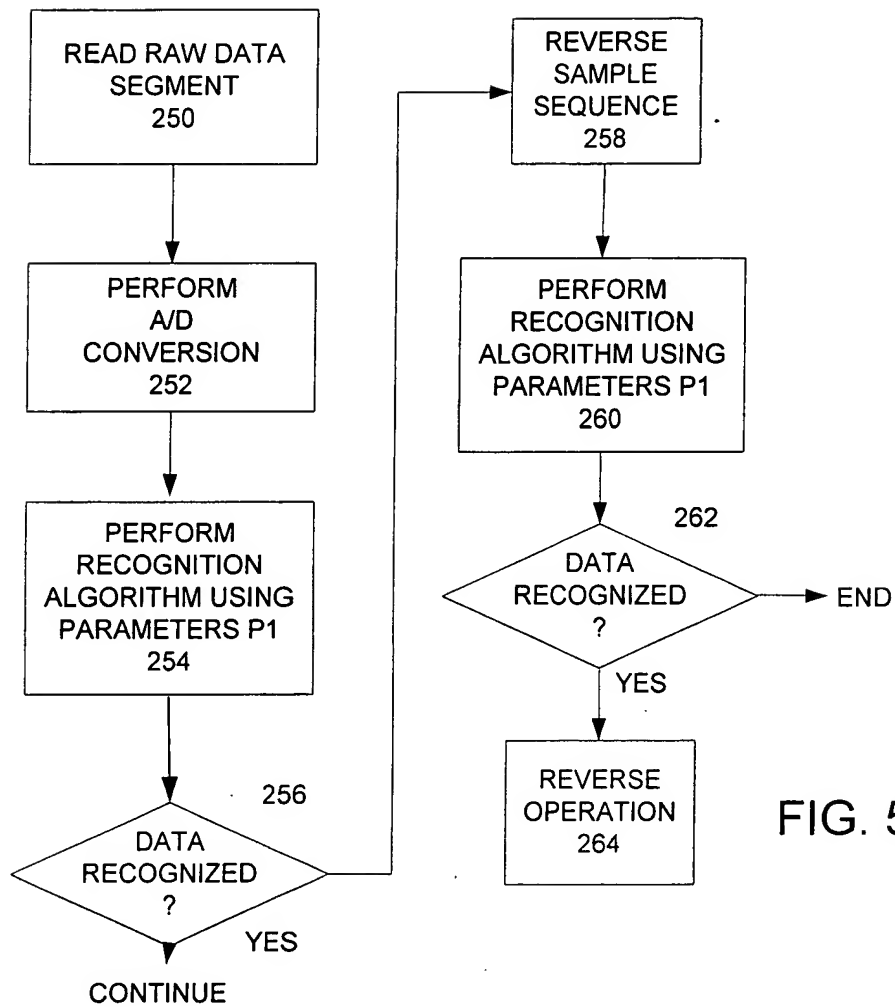 READ RAW DATA
SEGMENT
250
PERFORM
A/D
CONVERSION
252
PERFORM
RECOGNITION
ALGORITHM USING
PARAMETERS P1
254
256
DATA
RECOGNIZED
?
YES
CONTINUE
REVERSE
SAMPLE
SEQUENCE
258
PERFORM
RECOGNITION
ALGORITHM USING
PARAMETERS P1
260
262
DATA
RECOGNIZED
?
END
YES
REVERSE
OPERATION
264
FIG. 5